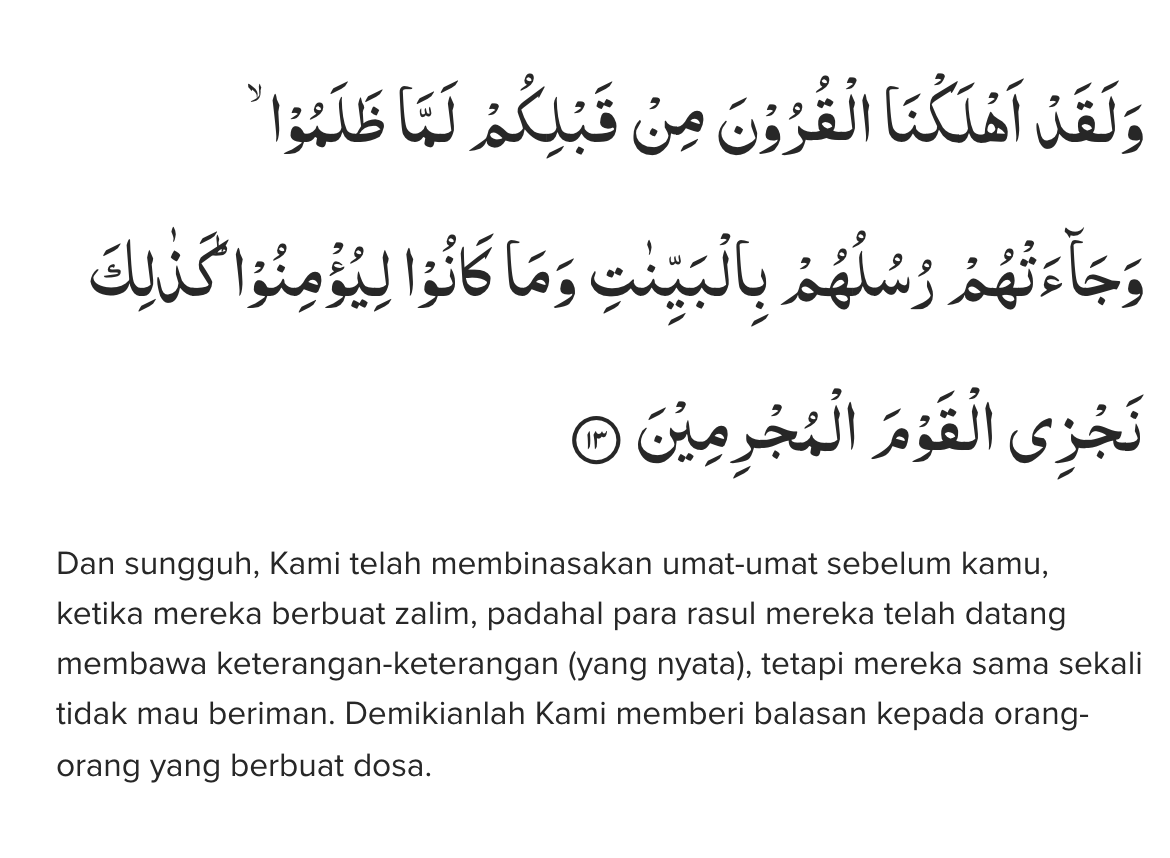 وَلَقَدْ اَهْلَكْنَا الْقُرُوْنَ مِنْ قَبْلِكُمْ لَمَّا ظَلَمُوْا ۙ
وَجَاۤءَتْهُمْ رُسُلُهُمْ بِالْبَيِّنٰتِ وَمَا كَانُوْا لِيُؤْمِنُوْا ۗ كَذٰلِكَ
نَجْزِى الْقَوْمَ الْمُجْرِمِيْنَ ١٣
Dan sungguh, Kami telah membinasakan umat-umat sebelum kamu,
ketika mereka berbuat zalim, padahal para rasul mereka telah datang
membawa keterangan-keterangan (yang nyata), tetapi mereka sama sekali
tidak mau beriman. Demikianlah Kami memberi balasan kepada orang-
orang yang berbuat dosa.